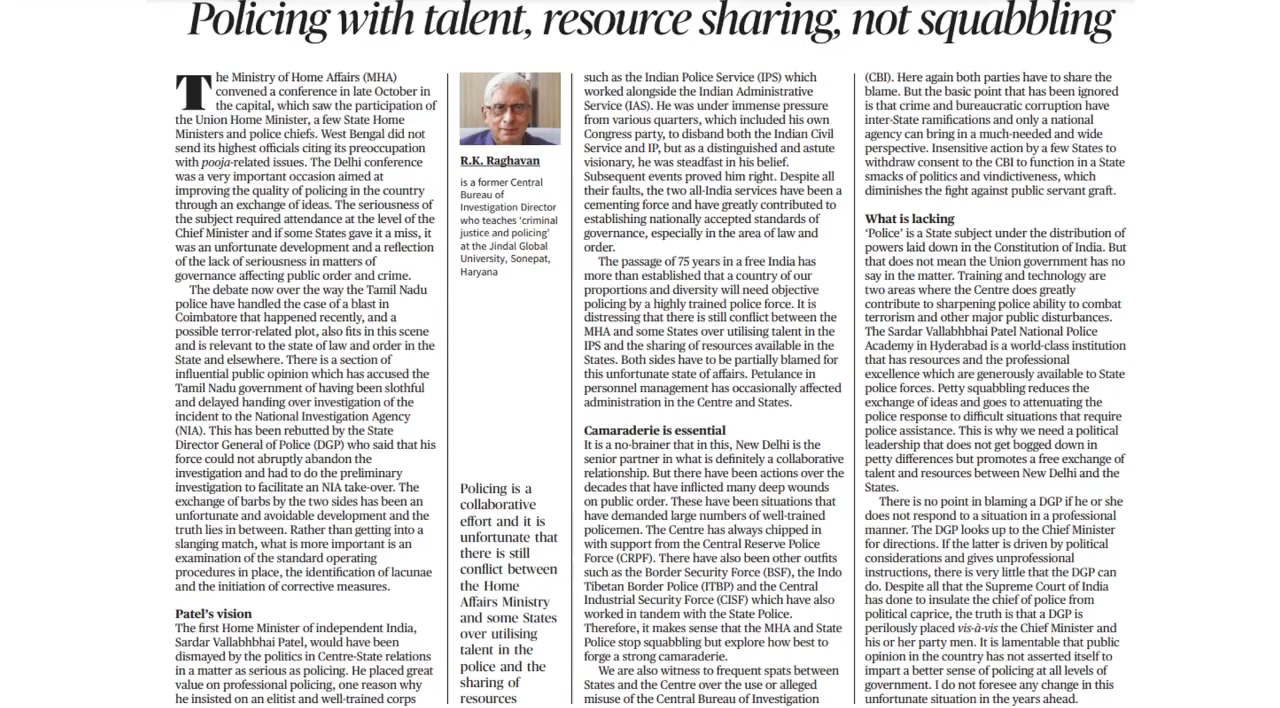 Policing with talent, resource sharing, not squabbling
The Ministry of Home Affairs (MHA)
convened a conference in late October in
the capital, which saw the participation of
the Union Home Minister, a few State Home
Ministers and police chiefs. West Bengal did not
send its highest officials citing its preoccupation
with pooja-related issues. The Delhi conference
was a very important occasion aimed at
improving the quality of policing in the country
through an exchange of ideas. The seriousness of
the subject required attendance at the level of the
Chief Minister and if some States gave it a miss, it
was an unfortunate development and a reflection
of the lack of seriousness in matters of
governance affecting public order and crime.
The debate now over the way the Tamil Nadu
police have handled the case of a blast in
Coimbatore that happened recently, and a
possible terror-related plot, also fits in this scene
and is relevant to the state of law and order in the
State and elsewhere. There is a section of
influential public opinion which has accused the
Tamil Nadu government of having been slothful
and delayed handing over investigation of the
incident to the National Investigation Agency
(NIA). This has been rebutted by the State
Director General of Police (DGP) who said that his
force could not abruptly abandon the
investigation and had to do the preliminary
investigation to facilitate an NIA take-over. The
exchange of barbs by the two sides has been an
unfortunate and avoidable development and the
truth lies in between. Rather than getting into a
slanging match, what is more important is an
examination of the standard operating
procedures in place, the identification of lacunae
and the initiation of corrective measures.
Patel's vision
The first Home Minister of independent India,
Sardar Vallabhbhai Patel, would have been
dismayed by the politics in Centre-State relations
in a matter as serious as policing. He placed great
value on professional policing, one reason why
he insisted on an elitist and well-trained corps
R.K. Raghavan
is a former Central
Bureau of
Investigation Director
who teaches 'criminal
justice and policing'
at the Jindal Global
University, Sonepat,
Haryana
Policing is a
collaborative
effort and it is
unfortunate that
there is still
conflict between
the Home
Affairs Ministry
and some States
over utilising
talent in the
police and the
sharing of
resources
such as the Indian Police Service (IPS) which
worked alongside the Indian Administrative
Service (IAS). He was under immense pressure
from various quarters, which included his own
Congress party, to disband both the Indian Civil
Service and IP, but as a distinguished and astute
visionary, he was steadfast in his belief.
Subsequent events proved him right. Despite all
their faults, the two all-India services have been a
cementing force and have greatly contributed to
establishing nationally accepted standards of
governance, especially in the area of law and
order.
The passage of 75 years in a free India has
more than established that a country of our
proportions and diversity will need objective
policing by a highly trained police force. It is
distressing that there is still conflict between the
MHA and some States over utilising talent in the
IPS and the sharing of resources available in the
States. Both sides have to be partially blamed for
this unfortunate state of affairs. Petulance in
personnel management has occasionally affected
administration in the Centre and States.
Camaraderie is essential
It is a no-brainer that in this, New Delhi is the
senior partner in what is definitely a collaborative
relationship. But there have been actions over the
decades that have inflicted many deep wounds
on public order. These have been situations that
have demanded large numbers of well-trained
policemen. The Centre has always chipped in
with support from the Central Reserve Police
Force (CRPF). There have also been other outfits
such as the Border Security Force (BSF), the Indo
Tibetan Border Police (ITBP) and the Central
Industrial Security Force (CISF) which have also
worked in tandem with the State Police.
Therefore, it makes sense that the MHA and State
Police stop squabbling but explore how best to
forge a strong camaraderie.
We are also witness to frequent spats between
States and the Centre over the use or alleged
misuse of the Central Bureau of Investigation
(CBI). Here again both parties have to share the
blame. But the basic point that has been ignored
is that crime and bureaucratic corruption have
inter-State ramifications and only a national
agency can bring in a much-needed and wide
perspective. Insensitive action by a few States to
withdraw consent to the CBI to function in a State
smacks of politics and vindictiveness, which
diminishes the fight against public servant graft.
What is lacking
'Police' is a State subject under the distribution of
powers laid down in the Constitution of India. But
that does not mean the Union government has no
say in the matter. Training and technology are
two areas where the Centre does greatly
contribute to sharpening police ability to combat
terrorism and other major public disturbances.
The Sardar Vallabhbhai Patel National Police
Academy in Hyderabad is a world-class institution
that has resources and the professional
excellence which are generously available to State
police forces. Petty squabbling reduces the
exchange of ideas and goes to attenuating the
police response to difficult situations that require
police assistance. This is why we need a political
leadership that does not get bogged down in
petty differences but promotes a free exchange of
talent and resources between New Delhi and the
States.
There is no point in blaming a DGP if he or she
does not respond to a situation in a professional
manner. The DGP looks up to the Chief Minister
for directions. If the latter is driven by political
considerations and gives unprofessional
instructions, there is very little that the DGP can
do. Despite all that the Supreme Court of India
has done to insulate the chief of police from
political caprice, the truth is that a DGP is
perilously placed vis-à-vis the Chief Minister and
his or her party men. It is lamentable that public
opinion in the country has not asserted itself to
impart a better sense of policing at all levels of
government. I do not foresee any change in this
unfortunate situation in the years ahead.